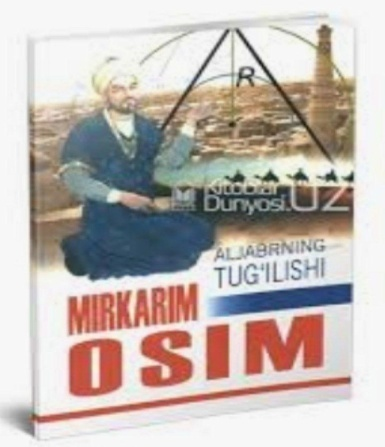 R
Kitoblar
Dunyosi.UZ
ALJABRNING
TUG'ILISHI
MIRKARIM
OSIM